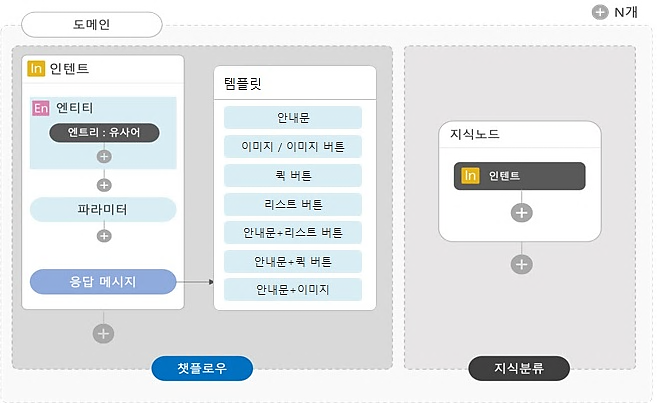 N개
도메인
In 인텐트
En 엔티티
엔트리 : 유사어
파라미터
응답 메시지
템플릿
안내문
이미지 / 이미지 버튼
퀵 버튼
리스트 버튼
안내문+리스트 버튼
안내문+퀵 버튼
안내문+이미지
챗플로우
지식노드
In 인텐트
지식분류